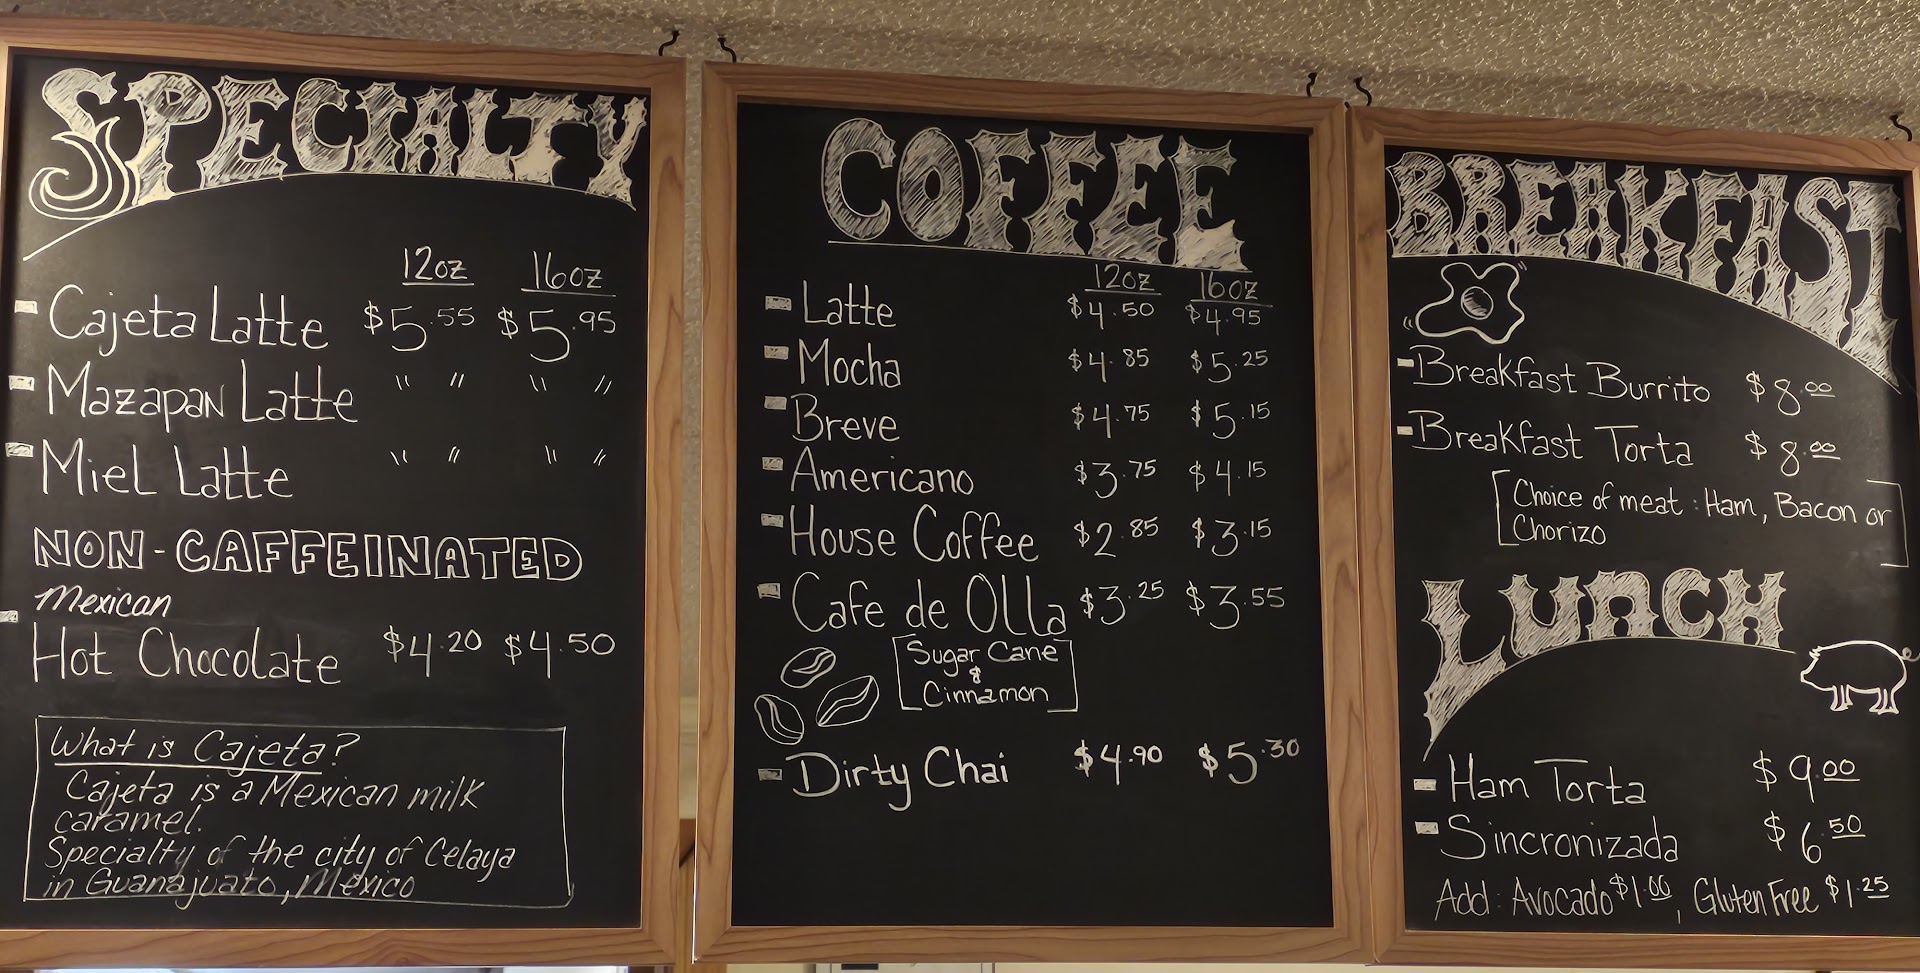 SPECIALTY
12oz 16oz
Cajeta Latte $5.55 $5.95
Mazapan Latte " " " "
Miel Latte " " " "
NON-CAFFEINATED
Mexican
Hot Chocolate $4.20 $4.50
What is Cajeta?
Cajeta is a Mexican milk
caramel.
Specialty of the city of Celaya
in Guanajuato, México
COFFEE
12oz 16oz
Latte $4.50 $4.95
Mocha $4.85 $5.25
Breve $4.75 $5.15
Americano $3.75 $4.15
House Coffee $2.85 $3.15
Cafe de Olla $3.25 $3.55
[Sugar Cane
&
Cinnamon]
Dirty Chai $4.90 $5.30
BREAKFAST
Breakfast Burrito $8.00
Breakfast Torta $8.00
[Choice of meat: Ham, Bacon or
Chorizo]
LUNCH
Ham Torta $9.00
Sincronizada $6.50
Add: Avocado $1.00, Gluten Free $1.25